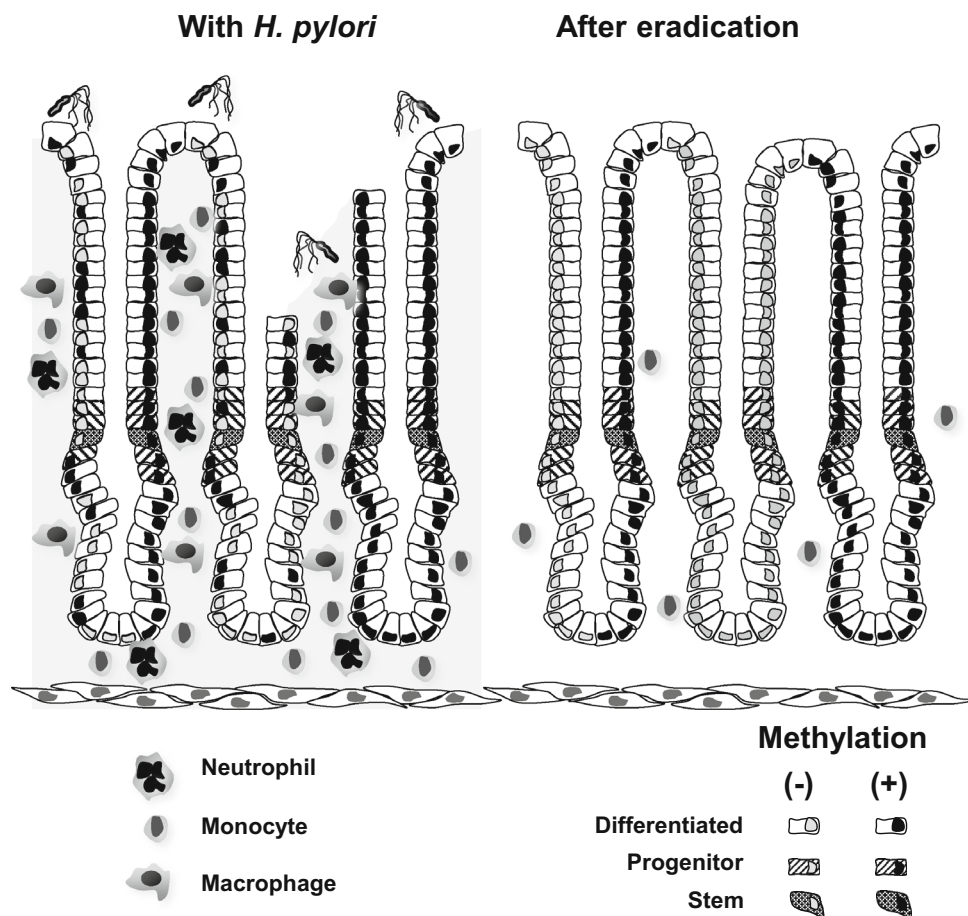 With H. pylori
After eradication
Neutrophil
Monocyte
Macrophage
Methylation
(-) (+)
Differentiated
Progenitor
Stem